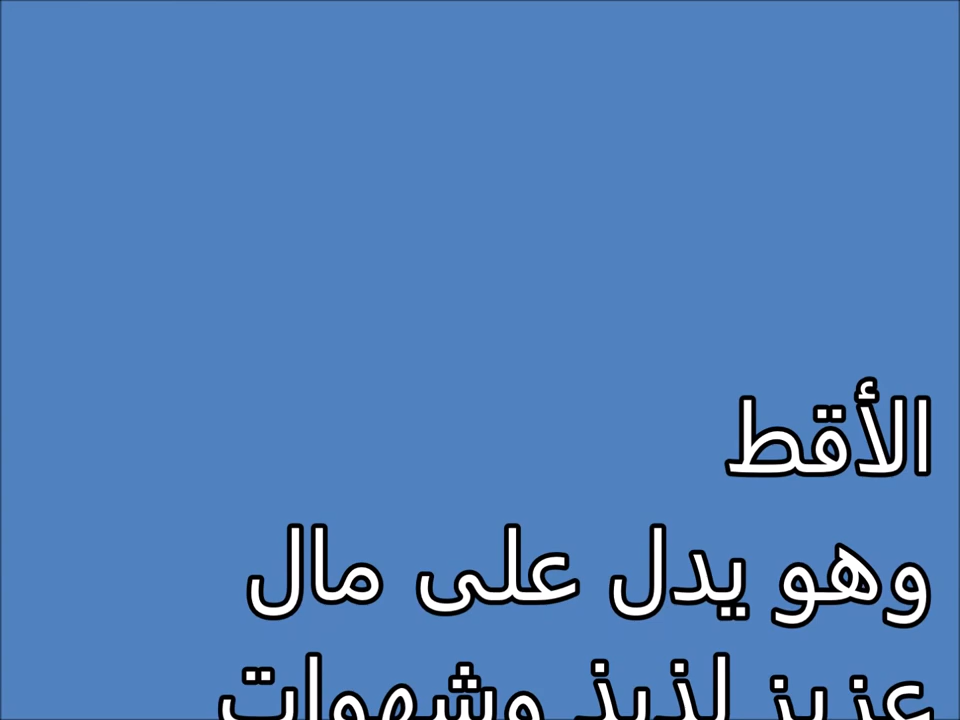 الأقط
وهو يدل على مال
عزيز لذيذ وشهوات